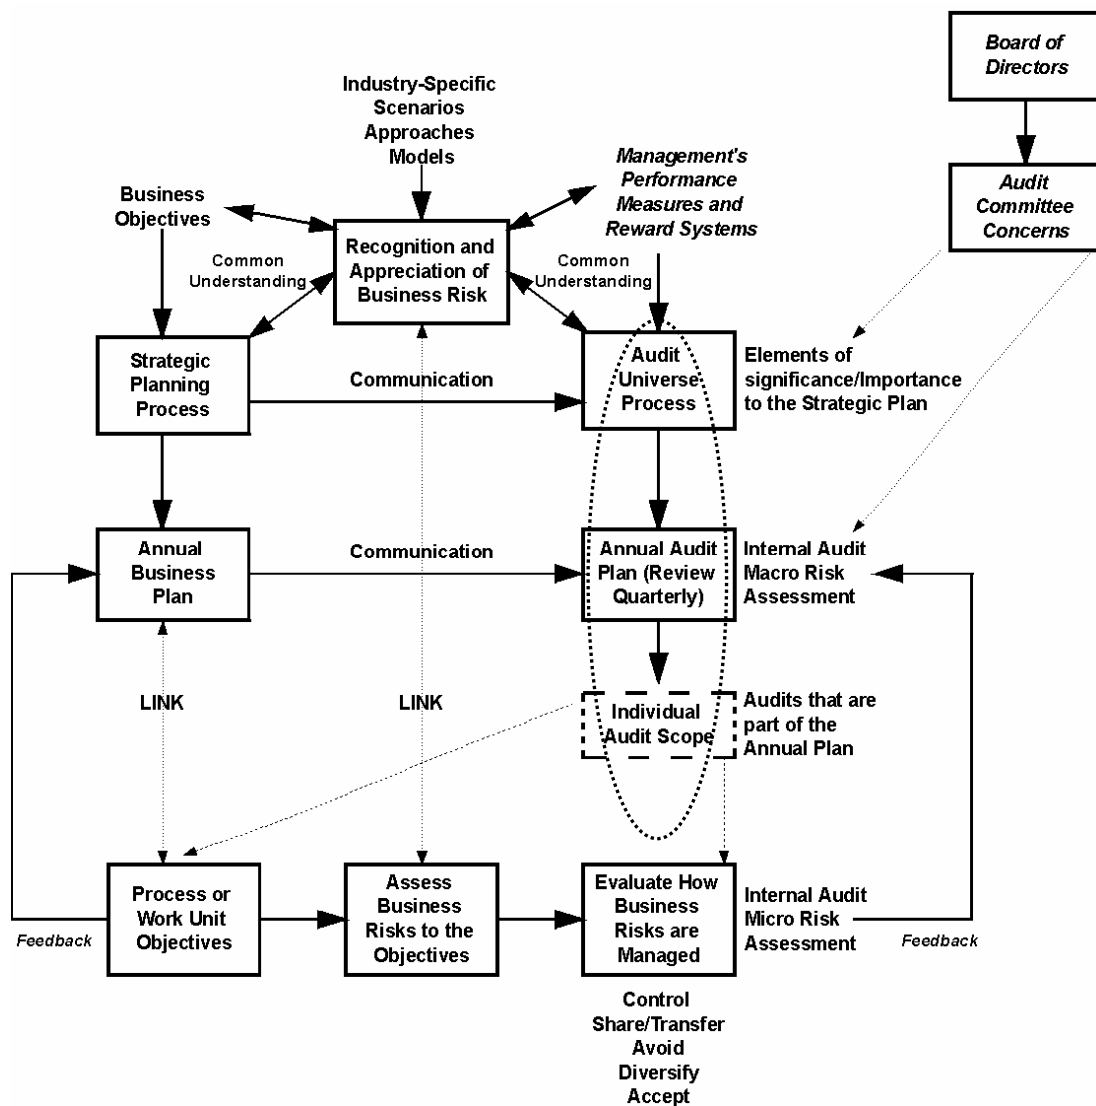 Board of
Directors
Industry-Specific
Scenarios
Approaches
Models
Management's
Performance
Measures and
Reward Systems
Audit
Committee
Concerns
Business
Objectives
Recognition and
Appreciation of
Business Risk
Common
Understanding
Common
Understanding
Strategic
Planning
Process
Communication
Audit
Universe
Process
Elements of
significance/Importance
to the Strategic Plan
Annual
Business
Plan
Communication
Annual Audit
Plan (Review
Quarterly)
Internal Audit
Macro Risk
Assessment
LINK
LINK
Individual
Audit Scope
Audits that are
part of the
Annual Plan
Process or
Work Unit
Objectives
Assess
Business
Risks to the
Objectives
Evaluate How
Business
Risks are
Managed
Internal Audit
Micro Risk
Assessment
Feedback
Feedback
Control
Share/Transfer
Avoid
Diversify
Accept